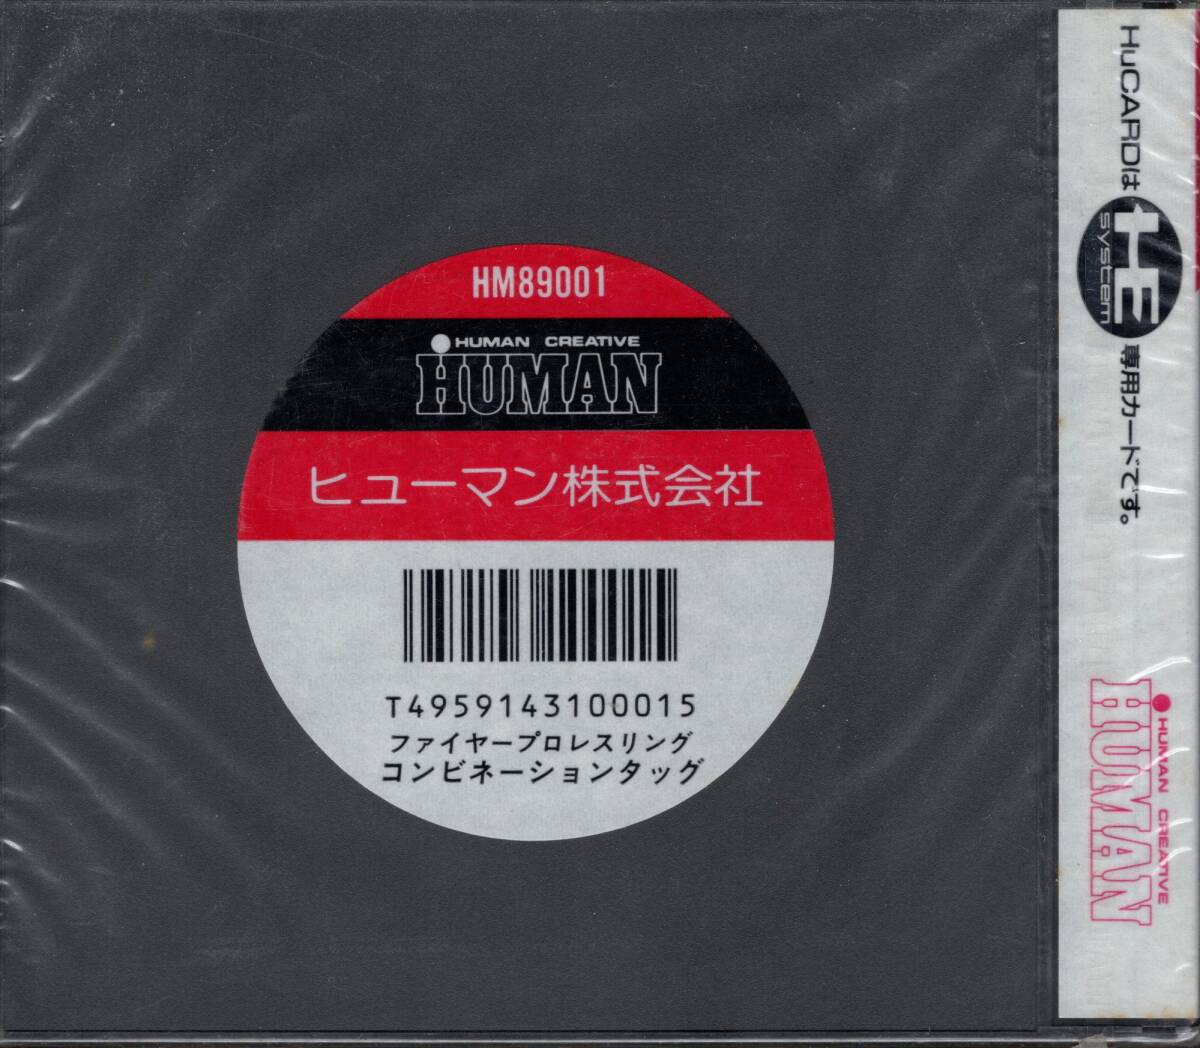 HM89001
HUMAN CREATIVE
HUMAN
ヒューマン株式会社
T4959143100015
ファイヤープロレスリング
コンビネーションタッグ
HuCARDは HE system 専用カードです。
HUMAN CREATIVE
HUMAN